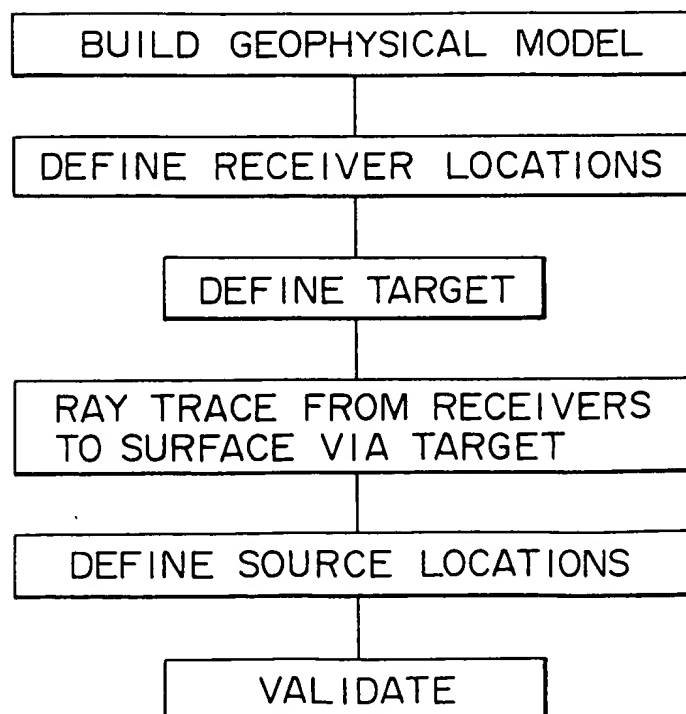 BUILD GEOPHYSICAL MODEL
DEFINE RECEIVER LOCATIONS
DEFINE TARGET
RAY TRACE FROM RECEIVERS
TO SURFACE VIA TARGET
DEFINE SOURCE LOCATIONS
VALIDATE